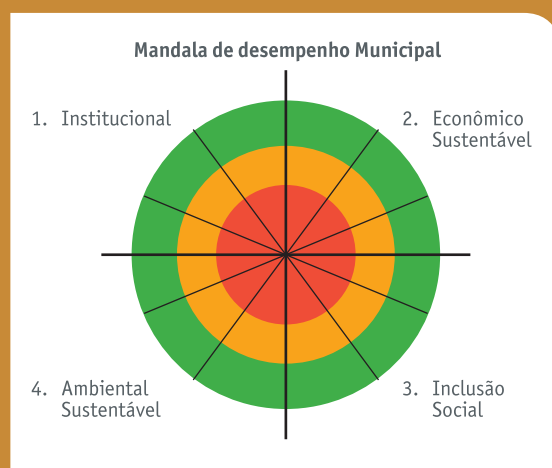 Mandala de desempenho Municipal
1. Institucional
2. Econômico
Sustentável
4. Ambiental
Sustentável
3. Inclusão
Social